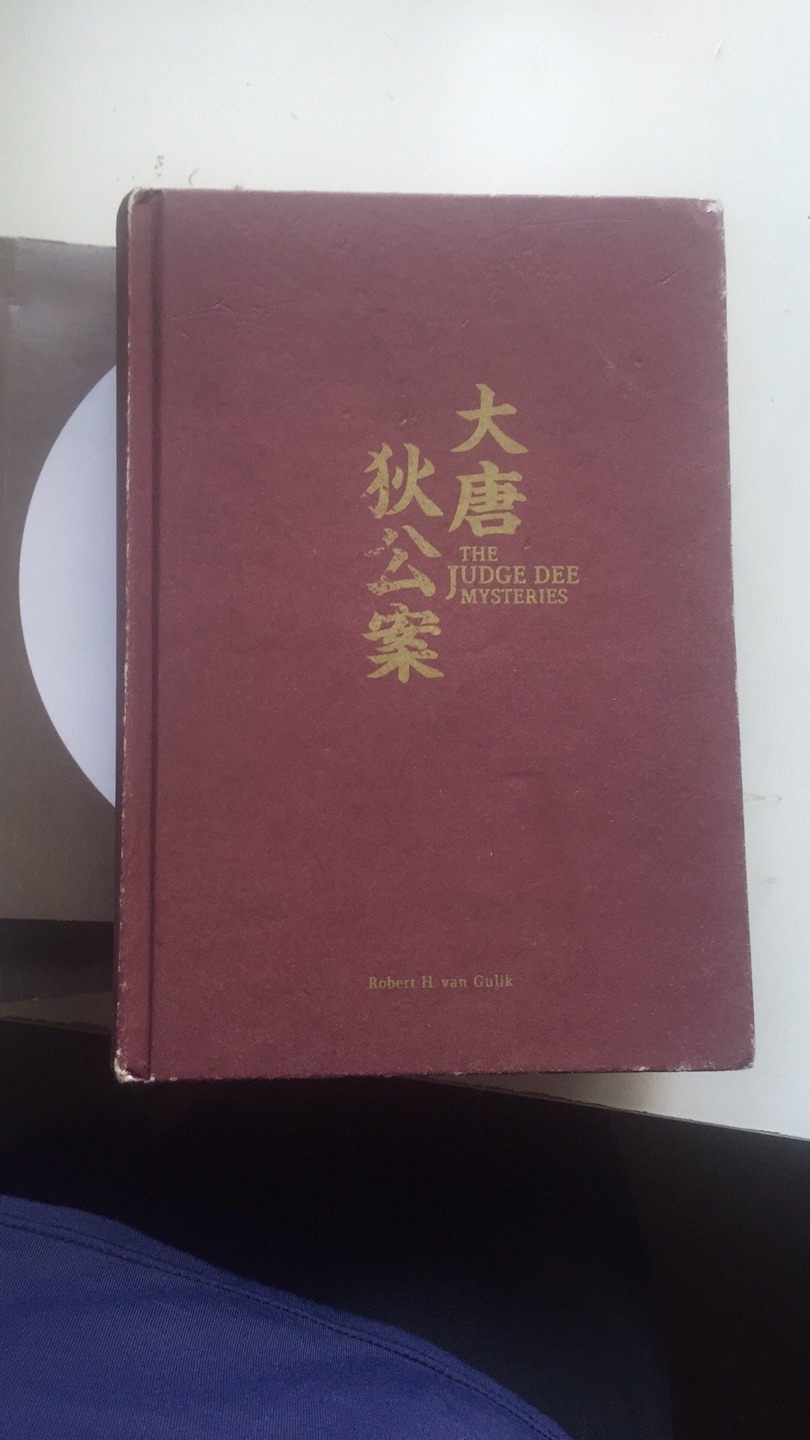 大唐
狄公案
THE
JUDGE DEE
MYSTERIES
Robert H. van Gulik